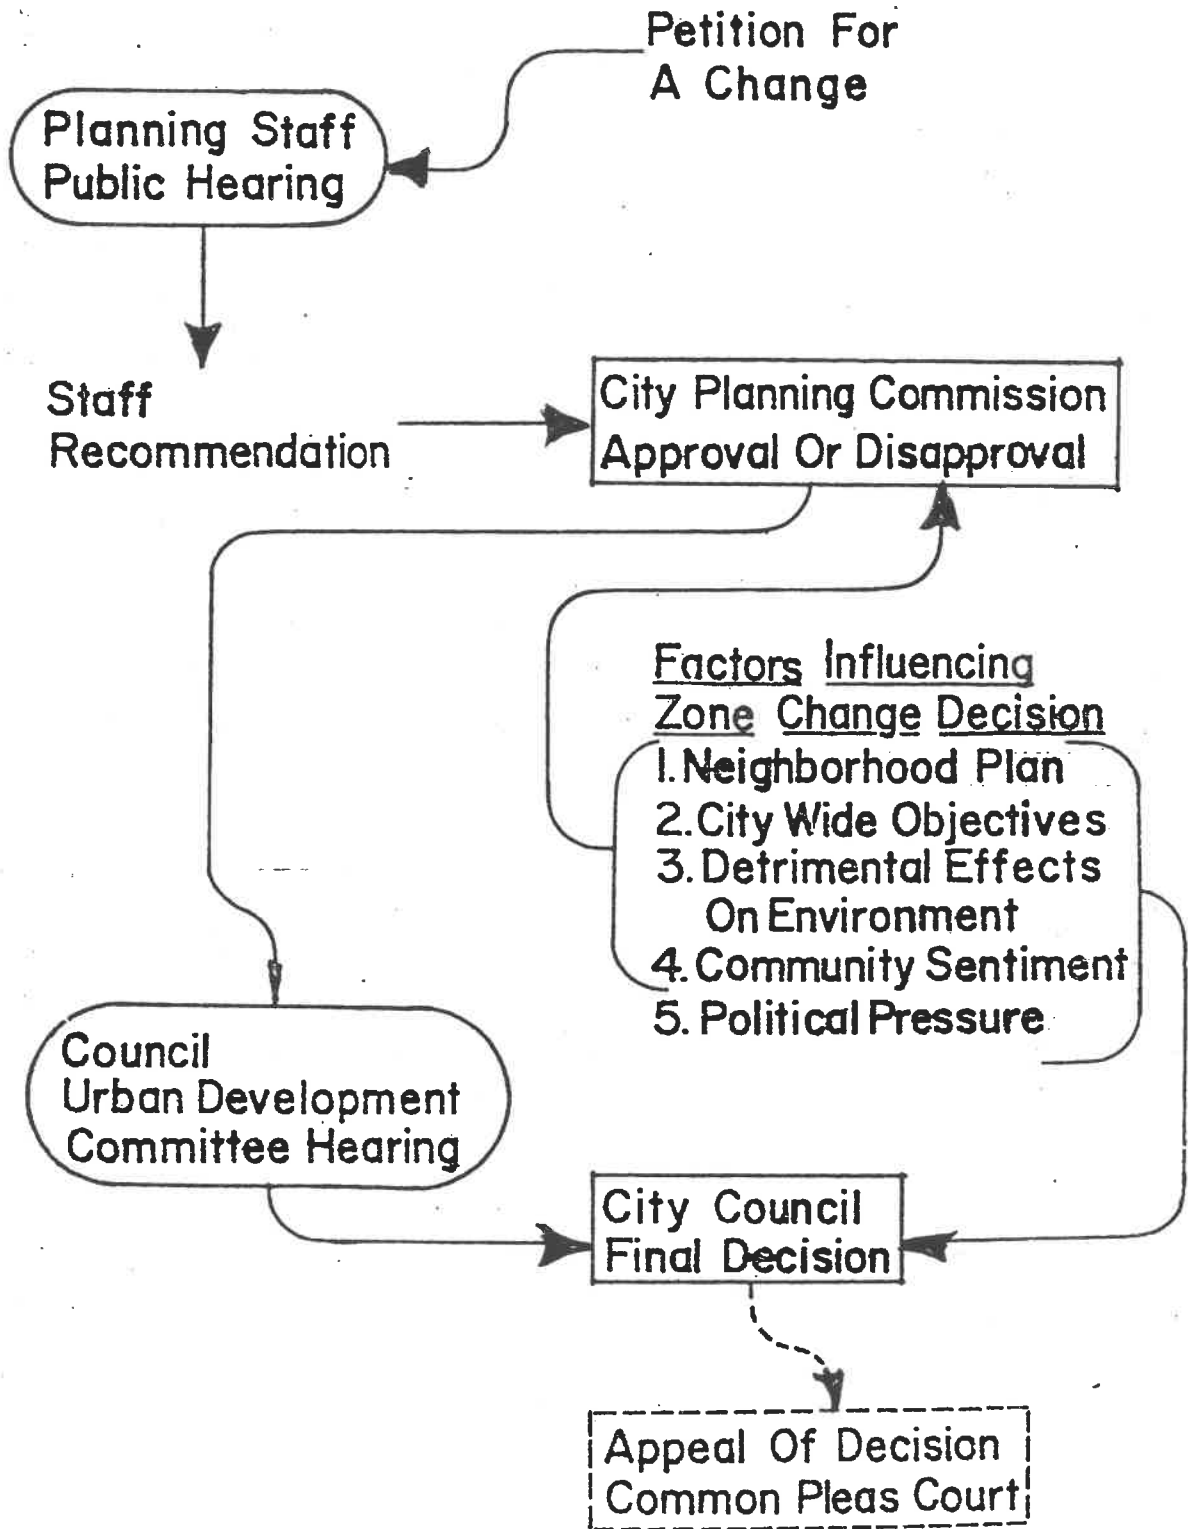 Petition For
A Change
Planning Staff
Public Hearing
Staff
Recommendation
City Planning Commission
Approval Or Disapproval
Factors Influencing
Zone Change Decision
1. Neighborhood Plan
2. City Wide Objectives
3. Detrimental Effects
On Environment
4. Community Sentiment
5. Political Pressure
Council
Urban Development
Committee Hearing
City Council
Final Decision
Appeal Of Decision
Common Pleas Court